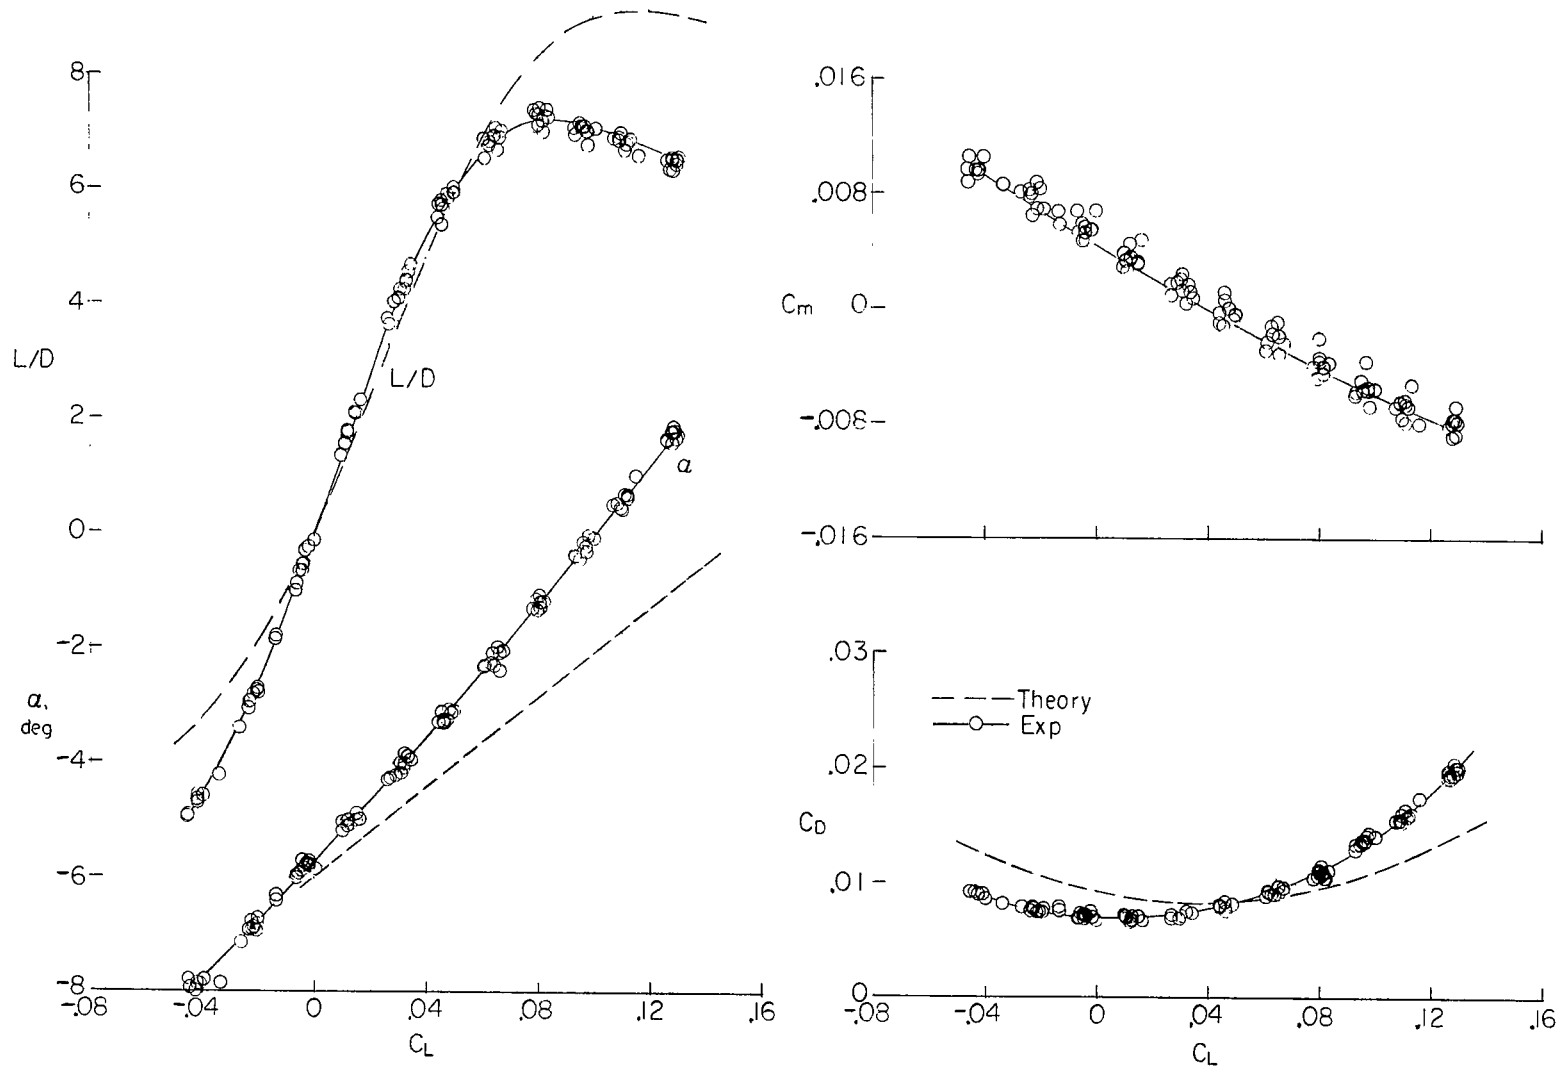 8
6
4
L/D
L/D
2
α
0
-2
α,
deg
-4
-6
-8
-.08
-.04
0
.04
.08
.12
.16
CL
.016
.008
Cm
0
-.008
-.016
.03
Theory
Exp
.02
CD
.01
0
-.08
-.04
0
.04
.08
.12
.16
CL